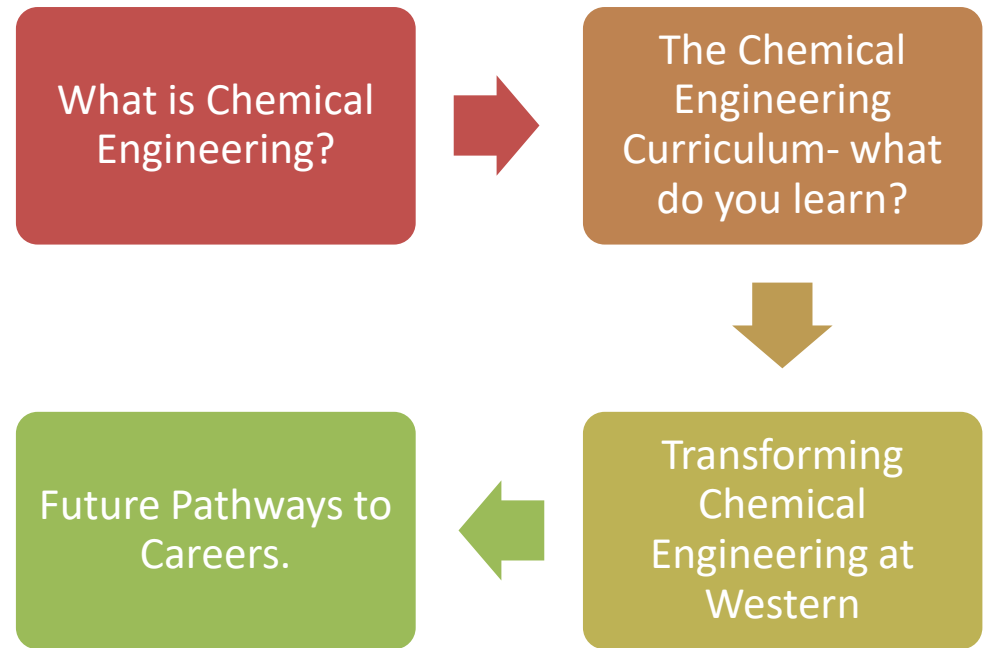 What is Chemical
Engineering?
The Chemical
Engineering
Curriculum- what
do you learn?
Transforming
Chemical
Engineering at
Western
Future Pathways to
Careers.